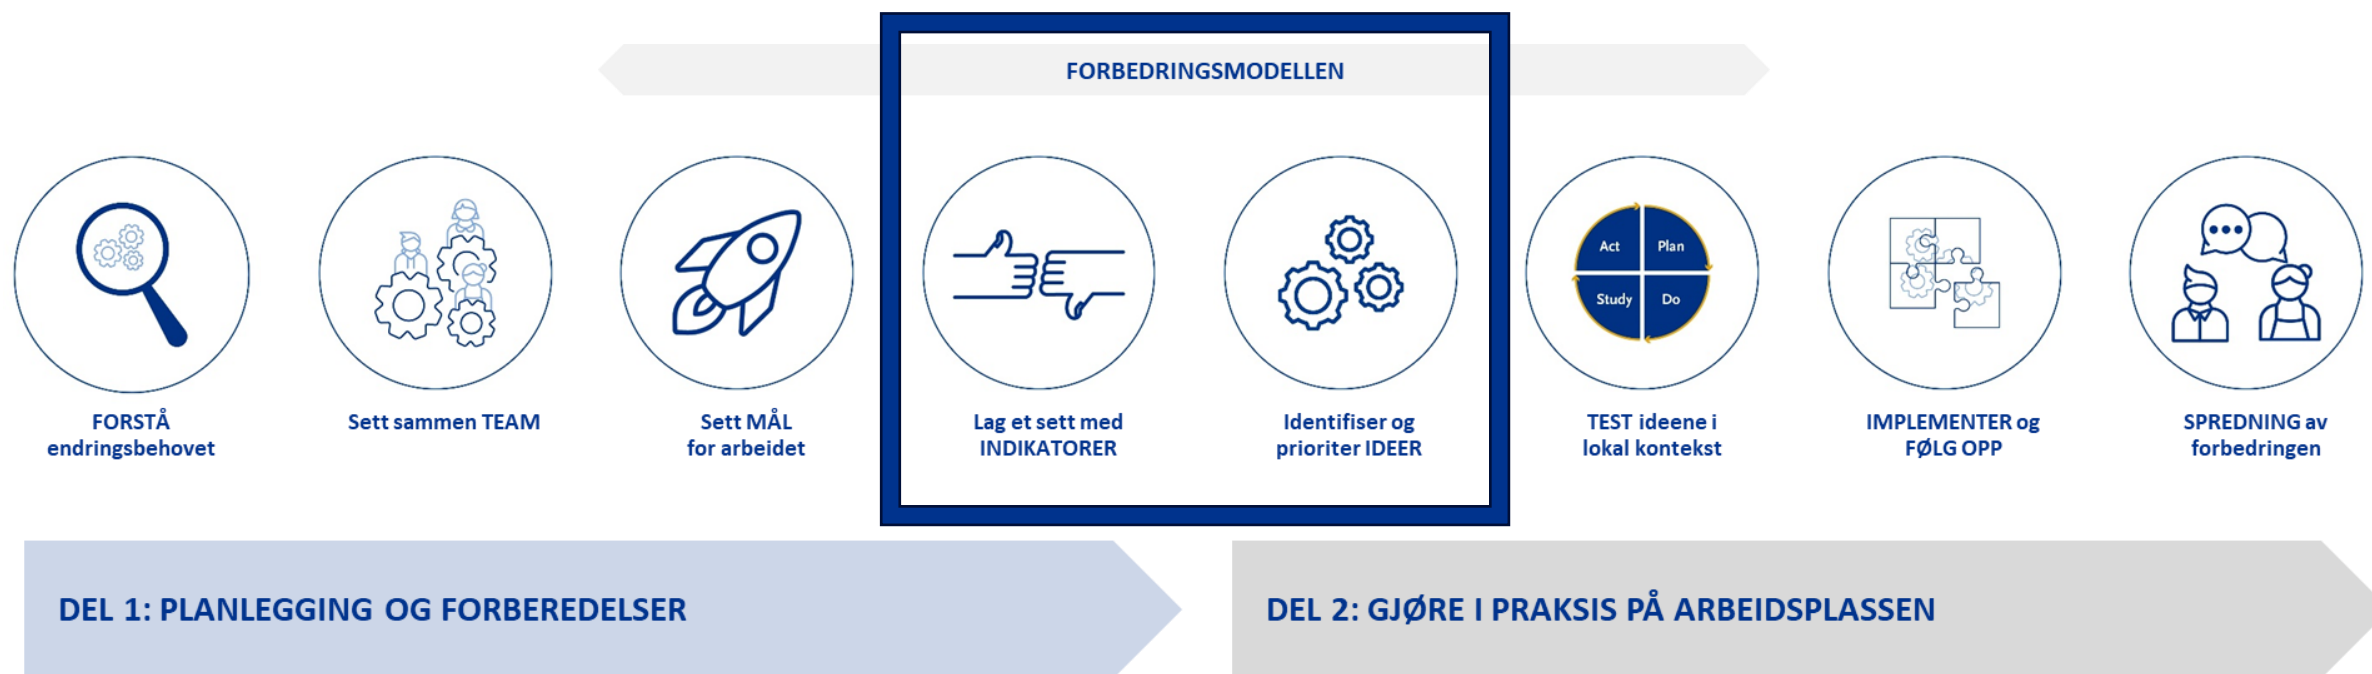 FORBEDRINGSMODELLEN
Act
Plan
Study
Do
FORSTÅ
endringsbehovet
Sett sammen TEAM
Sett MÅL
for arbeidet
Lag et sett med
INDIKATORER
Identifiser og
prioriter IDEER
TEST ideene i
lokal kontekst
IMPLEMENTER og
FØLG OPP
SPREDNING av
forbedringen
DEL 1: PLANLEGGING OG FORBEREDELSER
DEL 2: GJØRE I PRAKSIS PÅ ARBEIDSPLASSEN